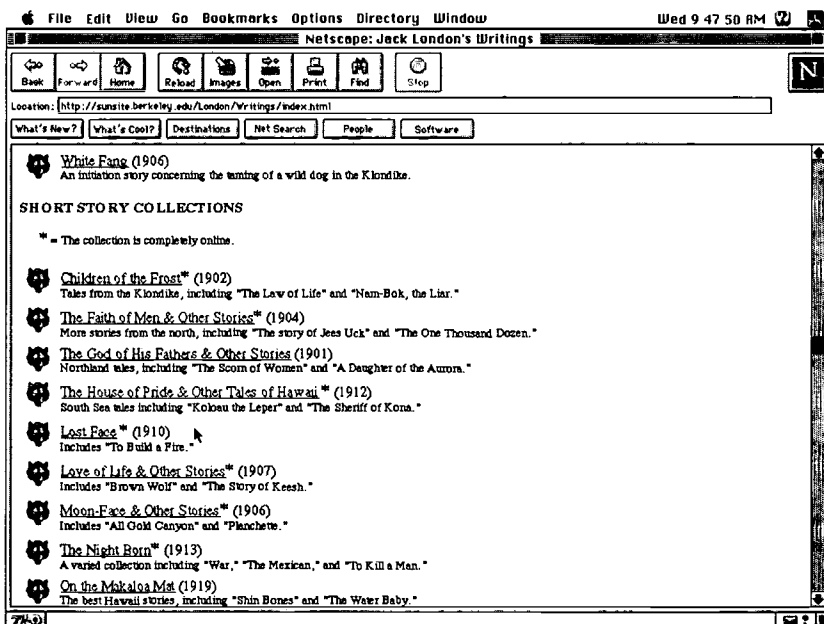 File Edit View Go Bookmarks Options Directory Window Wed 9 47 50 AM
Netscape: Jack London's Writings
Back Forward Home Reload Images Open Print Find Stop
N
Location: http://sunsite.berkeley.edu/London/Writings/index.html
What's New? What's Cool? Destinations Net Search People Software
White Fang (1906)
An initiation story concerning the taming of a wild dog in the Klondike.
SHORT STORY COLLECTIONS
* = The collection is completely online.
Children of the Frost* (1902)
Tales from the Klondike, including "The Law of Life" and "Nam-Bok, the Liar."
The Faith of Men & Other Stories* (1904)
More stories from the north, including "The story of Jees Uck" and "The One Thousand Dozen."
The God of His Fathers & Other Stories (1901)
Northland tales, including "The Scorn of Women" and "A Daughter of the Aurora."
The House of Pride & Other Tales of Hawaii * (1912)
South Sea tales including "Koloau the Leper" and "The Sheriff of Kona."
Lost Face * (1910)
Includes "To Build a Fire."
Love of Life & Other Stories* (1907)
Includes "Brown Wolf" and "The Story of Keesh."
Moon-Face & Other Stories* (1906)
Includes "All Gold Canyon" and "Planchette."
The Night Born* (1913)
A varied collection including "War," "The Mexican," and "To Kill a Man."
On the Makaloa Mat (1919)
The best Hawaii stories, including "Shin Bones" and "The Water Baby."